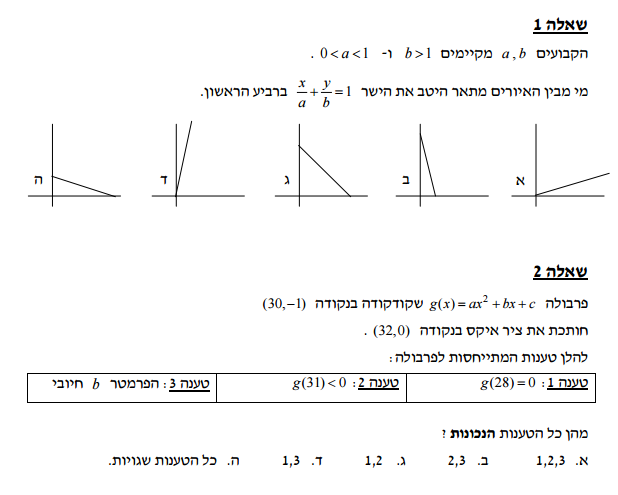 שאלה 1
הקבועים a , b מקיימים b > 1 ו- 0 < a < 1 .
מי מבין האיורים מתאר היטב את הישר x/a + y/b = 1 ברביע הראשון.
א ב ג ד ה
שאלה 2
פרבולה g(x) = ax² + bx + c שקודקודה בנקודה (30,−1)
חותכת את ציר איקס בנקודה (32,0) .
להלן טענות המתייחסות לפרבולה:
טענה 1: g(28) = 0 טענה 2: g(31) < 0 טענה 3: הפרמטר b חיובי
מהן כל הטענות הנכונות ?
א. 1,2,3 ב. 2,3 ג. 1,2 ד. 1,3 ה. כל הטענות שגויות.